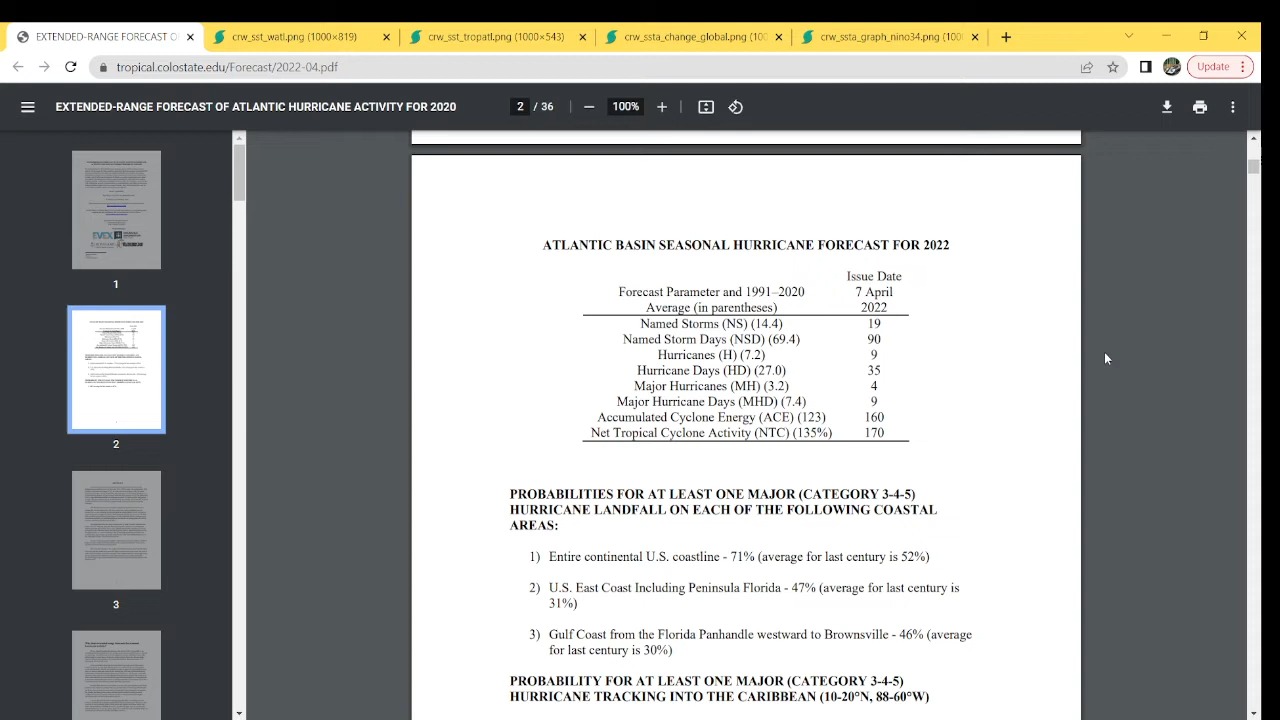 EXTENDED-RANGE FORECAST O
crw_sst_watl.png (1000×819)
crw_sst_tropatl.png (1000×543)
crw_ssta_change_global.png (1000
crw_ssta_graph_nino34.png (1000
tropical.colostate.edu/Forecast/2022-04.pdf
Update
EXTENDED-RANGE FORECAST OF ATLANTIC HURRICANE ACTIVITY FOR 2020
2 / 36
100%
1
2
3
ATLANTIC BASIN SEASONAL HURRICANE FORECAST FOR 2022
Issue Date
Forecast Parameter and 1991–2020 7 April
Average (in parentheses) 2022
Named Storms (NS) (14.4) 19
Named Storm Days (NSD) (69.4) 90
Hurricanes (H) (7.2) 9
Hurricane Days (HD) (27.0) 35
Major Hurricanes (MH) (3.2) 4
Major Hurricane Days (MHD) (7.4) 9
Accumulated Cyclone Energy (ACE) (123) 160
Net Tropical Cyclone Activity (NTC) (135%) 170
PROBABILITIES FOR AT LEAST ONE MAJOR (CATEGORY 3-4-5)
HURRICANE LANDFALL ON EACH OF THE FOLLOWING COASTAL
AREAS:
1) Entire continental U.S. coastline - 71% (average for last century is 52%)
2) U.S. East Coast Including Peninsula Florida - 47% (average for last century is
31%)
3) Gulf Coast from the Florida Panhandle westward to Brownsville - 46% (average
for last century is 30%)
PROBABILITY FOR AT LEAST ONE MAJOR (CATEGORY 3-4-5)
HURRICANE TRACKING INTO THE CARIBBEAN (10-20°N, 88-60°W)